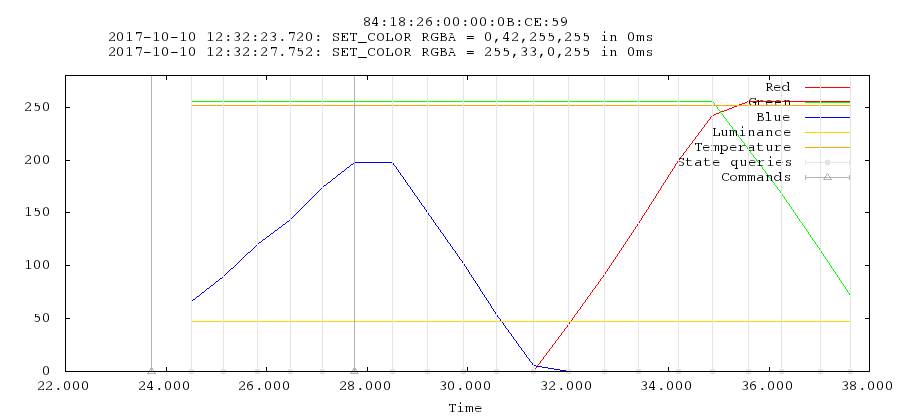 84:18:26:00:00:0B:CE:59
2017-10-10 12:32:23.720: SET_COLOR RGBA = 0,42,255,255 in 0ms
2017-10-10 12:32:27.752: SET_COLOR RGBA = 255,33,0,255 in 0ms
Red
Green
Blue
Luminance
Temperature
State queries
Commands
250
200
150
100
50
0
22.000 24.000 26.000 28.000 30.000 32.000 34.000 36.000 38.000
Time